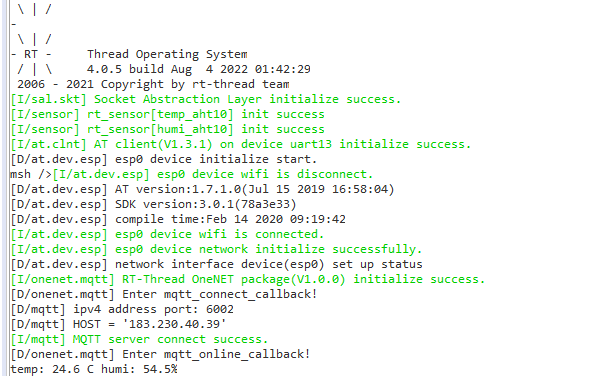 \ | /
-
\ | /
- RT -     Thread Operating System
/ | \     4.0.5 build Aug  4 2022 01:42:29
2006 - 2021 Copyright by rt-thread team
[I/sal.skt] Socket Abstraction Layer initialize success.
[I/sensor] rt_sensor[temp_aht10] init success
[I/sensor] rt_sensor[humi_aht10] init success
[I/at.clnt] AT client(V1.3.1) on device uart13 initialize success.
[D/at.dev.esp] esp0 device initialize start.
msh />[I/at.dev.esp] esp0 device wifi is disconnect.
[D/at.dev.esp] AT version:1.7.1.0(Jul 15 2019 16:58:04)
[D/at.dev.esp] SDK version:3.0.1(78a3e33)
[D/at.dev.esp] compile time:Feb 14 2020 09:19:42
[I/at.dev.esp] esp0 device wifi is connected.
[I/at.dev.esp] esp0 device network initialize successfully.
[D/at.dev.esp] network interface device(esp0) set up status
[I/onenet.mqtt] RT-Thread OneNET package(V1.0.0) initialize success.
[D/onenet.mqtt] Enter mqtt_connect_callback!
[D/mqtt] ipv4 address port: 6002
[D/mqtt] HOST = '183.230.40.39'
[I/mqtt] MQTT server connect success.
[D/onenet.mqtt] Enter mqtt_online_callback!
temp: 24.6 C humi: 54.5%